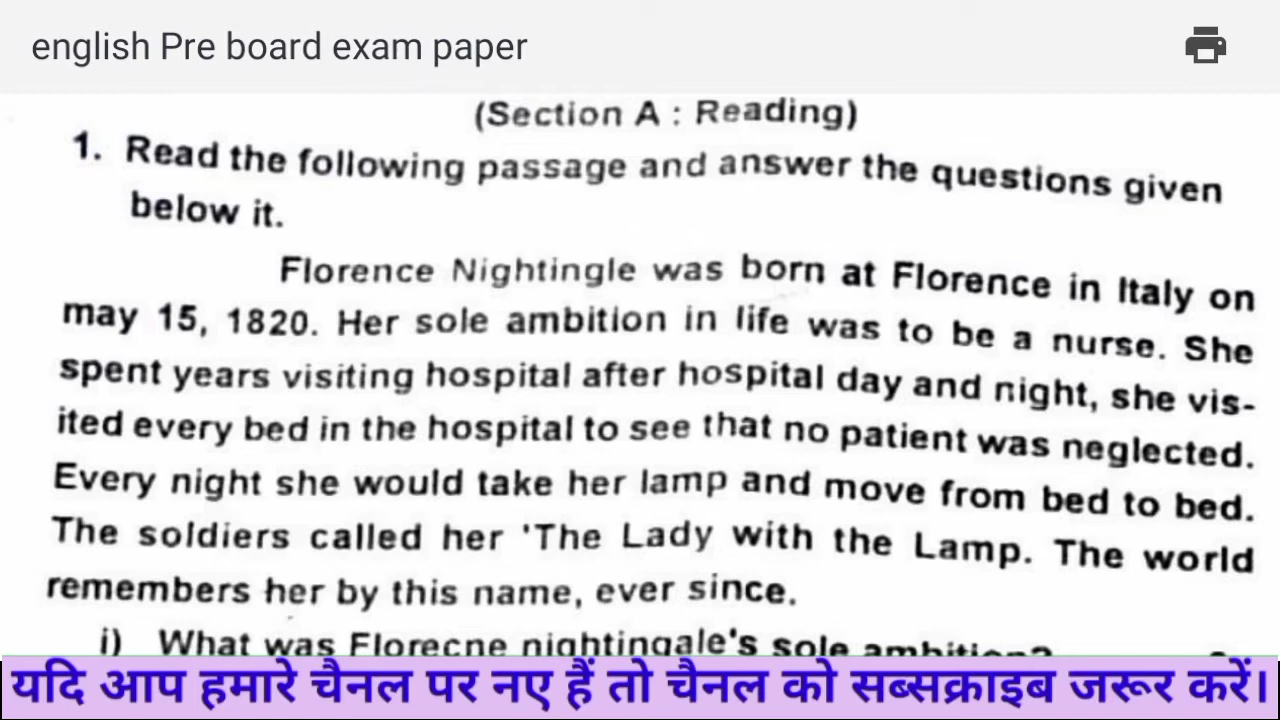 english Pre board exam paper
(Section A : Reading)
1. Read the following passage and answer the questions given
below it.
Florence Nightingle was born at Florence in Italy on
may 15, 1820. Her sole ambition in life was to be a nurse. She
spent years visiting hospital after hospital day and night, she vis-
ited every bed in the hospital to see that no patient was neglected.
Every night she would take her lamp and move from bed to bed.
The soldiers called her 'The Lady with the Lamp. The world
remembers her by this name, ever since.
i) What was Florecne nightingale's sole ambition?
यदि आप हमारे चैनल पर नए हैं तो चैनल को सब्सक्राइब जरूर करें।